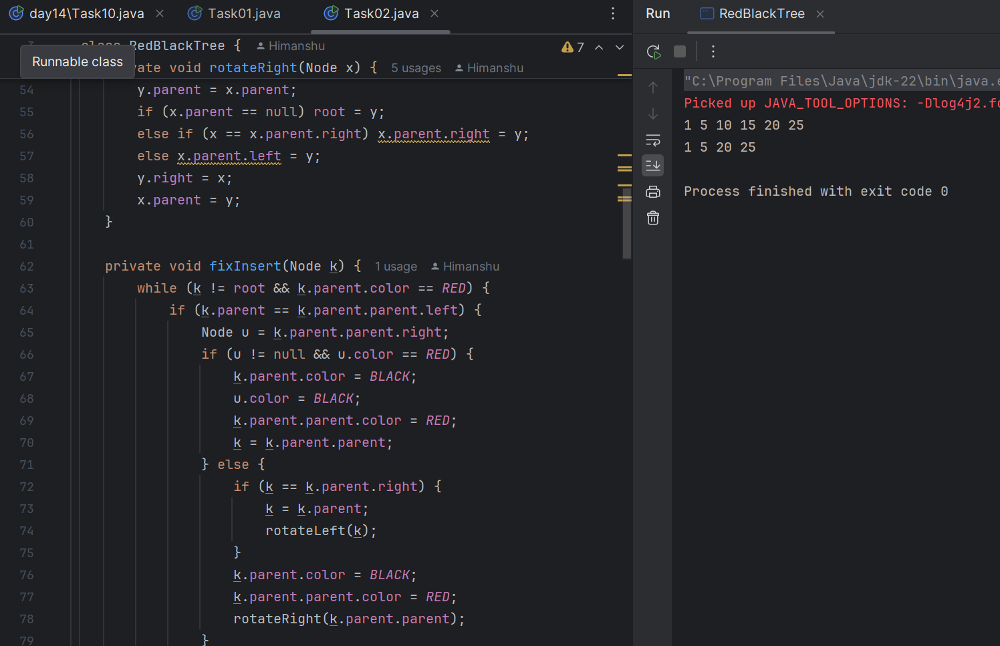 day14\Task10.java Task01.java Task02.java
class RedBlackTree { Himanshu 7
Runnable class
ate void rotateRight(Node x) { 5 usages Himanshu
54 y.parent = x.parent;
55 if (x.parent == null) root = y;
56 else if (x == x.parent.right) x.parent.right = y;
57 else x.parent.left = y;
58 y.right = x;
59 x.parent = y;
60 }
61
62 private void fixInsert(Node k) { 1 usage Himanshu
63 while (k != root && k.parent.color == RED) {
64 if (k.parent == k.parent.parent.left) {
65 Node u = k.parent.parent.right;
66 if (u != null && u.color == RED) {
67 k.parent.color = BLACK;
68 u.color = BLACK;
69 k.parent.parent.color = RED;
70 k = k.parent.parent;
71 } else {
72 if (k == k.parent.right) {
73 k = k.parent;
74 rotateLeft(k);
75 }
76 k.parent.color = BLACK;
77 k.parent.parent.color = RED;
78 rotateRight(k.parent.parent);
79 }
Run RedBlackTree
"C:\Program Files\Java\jdk-22\bin\java.e
Picked up JAVA_TOOL_OPTIONS: -Dlog4j2.fo
1 5 10 15 20 25
1 5 20 25
Process finished with exit code 0